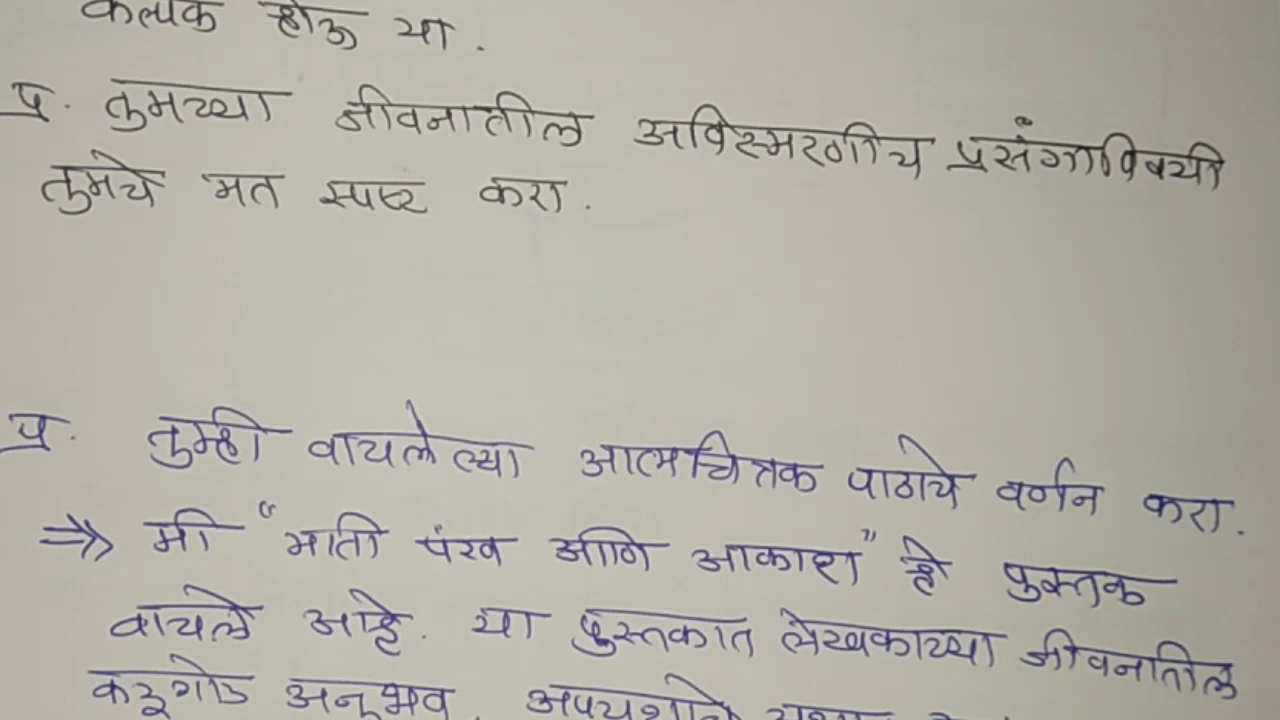 कल्पक होऊ या.
प्र. तुमच्या जीवनातील अविस्मरणीय प्रसंगाविषयी
तुमचे मत स्पष्ट करा.
प्र. तुम्ही वाचलेल्या आत्मचित्रक पाठाचे वर्णन करा.
⇒ मी "माती पंख आणि आकाश" हे पुस्तक
वाचले आहे. या पुस्तकात लेखकाच्या जीवनातील
कडूगोड अनुभव,